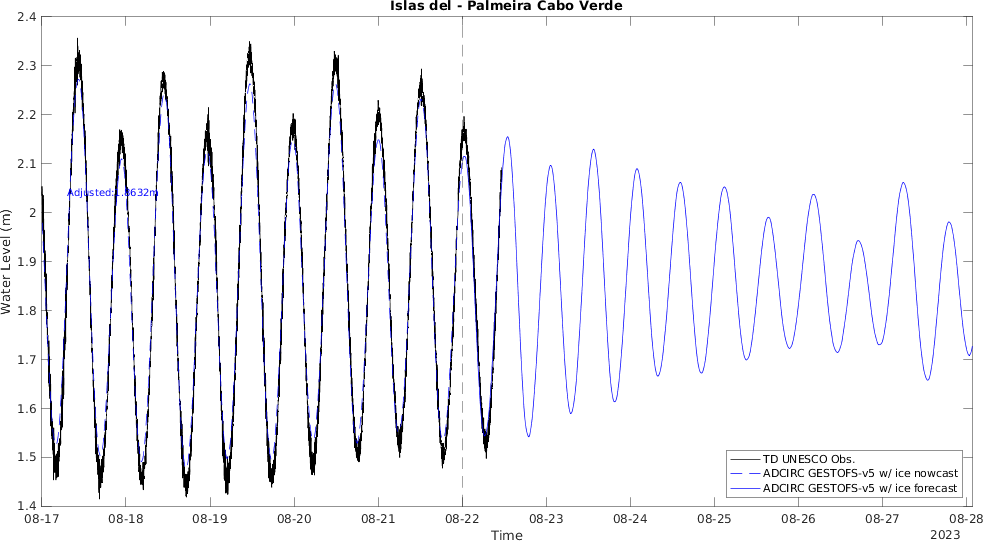 Islas del - Palmeira Cabo Verde
2.4
2.3
2.2
2.1
2
1.9
1.8
1.7
1.6
1.5
1.4
Water Level (m)
Adjusted:1.8632m
TD UNESCO Obs.
ADCIRC GESTOFS-v5 w/ ice nowcast
ADCIRC GESTOFS-v5 w/ ice forecast
08-17 08-18 08-19 08-20 08-21 08-22 08-23 08-24 08-25 08-26 08-27 08-28
Time
2023